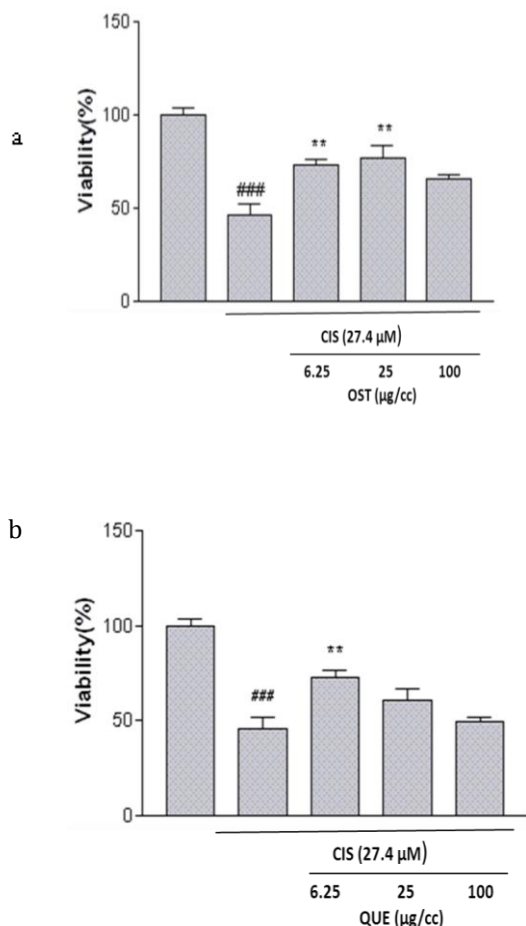 a
Viability(%)
150
100
50
0
###
**
**
CIS (27.4 µM)
6.25 25 100
OST (µg/cc)
b
Viability(%)
150
100
50
0
###
**
CIS (27.4 µM)
6.25 25 100
QUE (µg/cc)